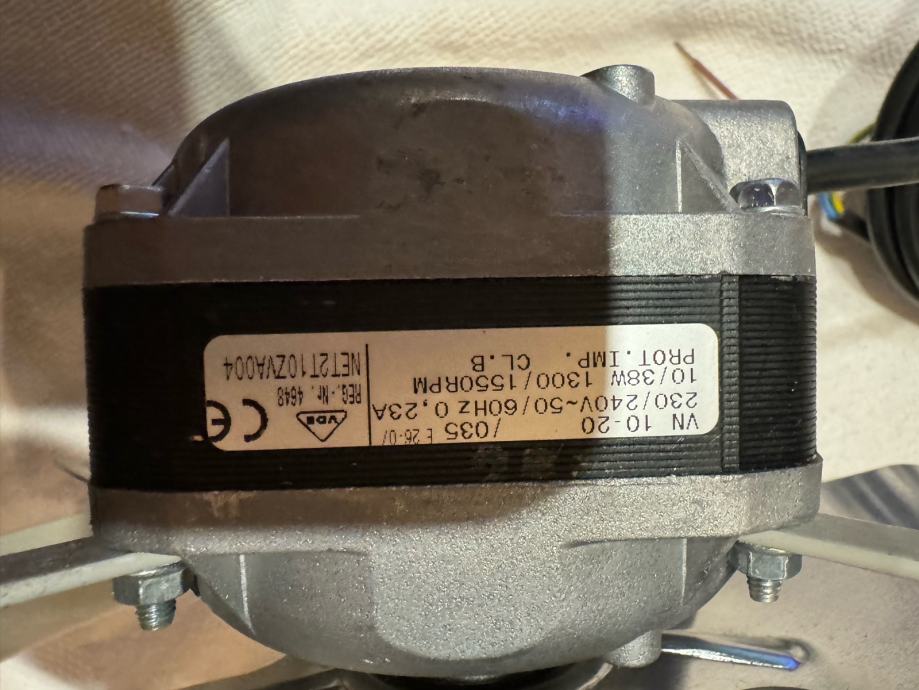 VN 10-20 /035 E 26-0/
230/240V~50/60Hz 0,23A
10/38W 1300/1550RPM
PROT.IMP. CL.B
VDE
CE
REG.-Nr. 4648
NET2T10ZVA004